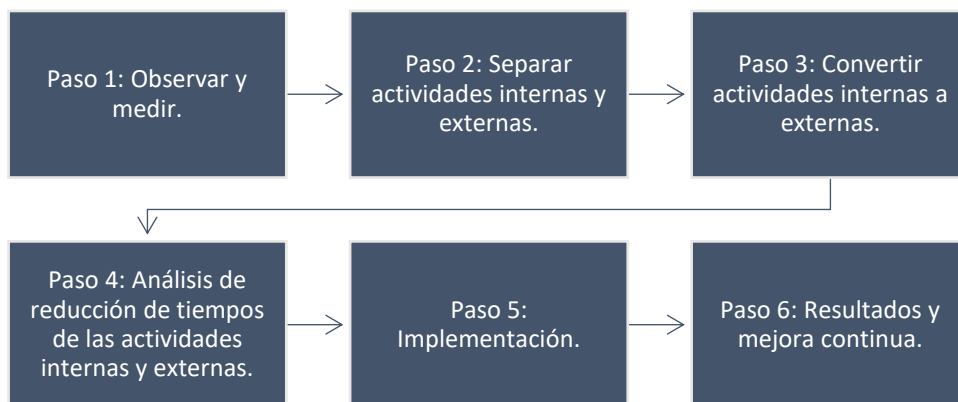 Paso 1: Observar y
medir.
Paso 2: Separar
actividades internas y
externas.
Paso 3: Convertir
actividades internas a
externas.
Paso 4: Análisis de
reducción de tiempos
de las actividades
internas y externas.
Paso 5:
Implementación.
Paso 6: Resultados y
mejora continua.